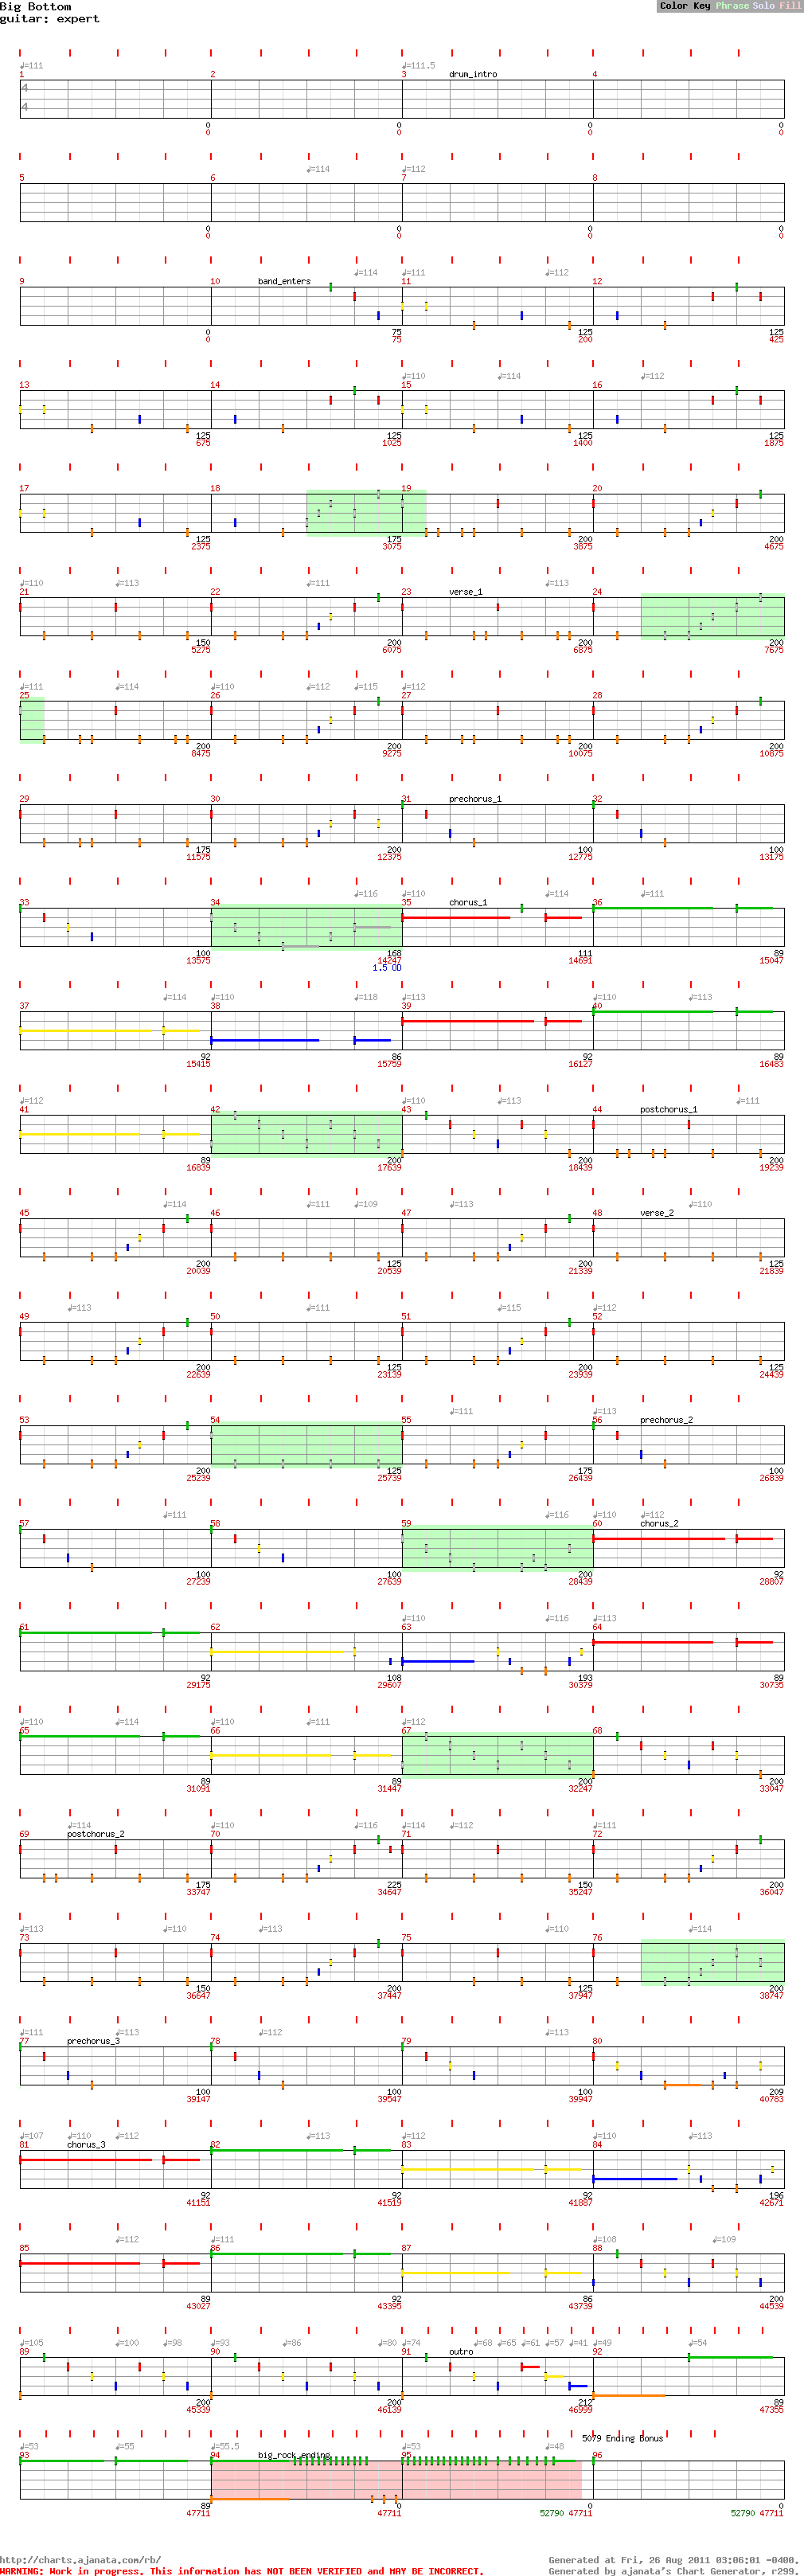 Big Bottom
Color Key Phrase Solo Fill
guitar: expert
♩=111 ♩=111.5
1 2 3 drum_intro 4
4
4
0 0 0 0
0 0 0 0
♩=114 ♩=112
5 6 7 8
0 0 0 0
0 0 0 0
♩=114 ♩=111 ♩=112
9 10 band_enters 11 12
0 75 125 125
0 75 200 425
♩=110 ♩=114 ♩=112
13 14 15 16
125 125 125 125
675 1025 1400 1875
17 18 19 20
125 175 200 200
2375 3075 3875 4675
♩=110 ♩=113 ♩=111 ♩=113
21 22 23 verse_1 24
150 200 200 200
5275 6075 6875 7675
♩=111 ♩=114 ♩=110 ♩=112 ♩=115 ♩=112
25 26 27 28
200 200 200 200
8475 9275 10075 10875
29 30 31 prechorus_1 32
175 200 100 100
11575 12375 12775 13175
♩=116 ♩=110 ♩=114 ♩=111
33 34 35 chorus_1 36
100 168 111 89
13575 14247 14691 15047
1.5 OD
♩=114 ♩=110 ♩=118 ♩=113 ♩=110 ♩=113
37 38 39 40
92 86 92 89
15415 15759 16127 16483
♩=112 ♩=110 ♩=113 ♩=111
41 42 43 44 postchorus_1
89 200 200 200
16839 17639 18439 19239
♩=114 ♩=111 ♩=109 ♩=113 ♩=110
45 46 47 48 verse_2
200 125 200 125
20039 20539 21339 21839
♩=113 ♩=111 ♩=115 ♩=112
49 50 51 52
200 125 200 125
22639 23139 23939 24439
♩=111 ♩=113
53 54 55 56 prechorus_2
200 125 175 100
25239 25739 26439 26839
♩=111 ♩=116 ♩=110 ♩=112
57 58 59 60 chorus_2
100 100 200 92
27239 27639 28439 28807
♩=110 ♩=116 ♩=113
61 62 63 64
92 108 193 89
29175 29607 30379 30735
♩=110 ♩=114 ♩=110 ♩=111 ♩=112
65 66 67 68
89 89 200 200
31091 31447 32247 33047
♩=114 ♩=110 ♩=116 ♩=114 ♩=112 ♩=111
69 postchorus_2 70 71 72
175 225 150 200
33747 34647 35247 36047
♩=113 ♩=110 ♩=113 ♩=110 ♩=114
73 74 75 76
150 200 125 200
36647 37447 37947 38747
♩=111 ♩=113 ♩=112 ♩=113
77 prechorus_3 78 79 80
100 100 100 209
39147 39547 39947 40783
♩=107 ♩=110 ♩=112 ♩=113 ♩=112 ♩=110 ♩=113
81 chorus_3 82 83 84
92 92 92 196
41151 41519 41887 42671
♩=112 ♩=111 ♩=108 ♩=109
85 86 87 88
89 92 86 200
43027 43395 43739 44539
♩=105 ♩=100 ♩=98 ♩=93 ♩=86 ♩=80 ♩=74 ♩=68 ♩=65 ♩=61 ♩=57 ♩=41 ♩=49 ♩=54
89 90 91 outro 92
200 200 212 89
45339 46139 46999 47355
5079 Ending Bonus
♩=53 ♩=55 ♩=55.5 ♩=53 ♩=48
93 94 big_rock_ending 95 96
89 0 0 0
47711 47711 52790 47711 52790 47711
http://charts.ajanata.com/rb/
Generated at Fri, 26 Aug 2011 03:06:01 -0400.
WARNING: Work in progress. This information has NOT BEEN VERIFIED and MAY BE INCORRECT.
Generated by ajanata's Chart Generator, r299.